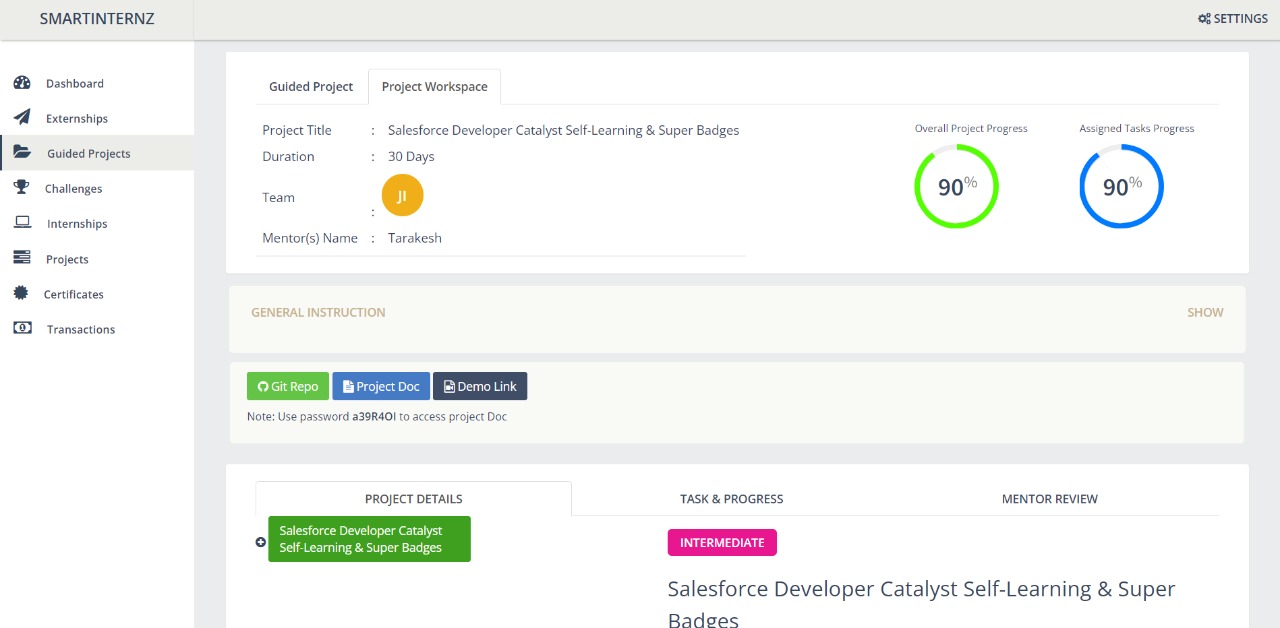 SMARTINTERNZ
SETTINGS
Dashboard
Externships
Guided Projects
Challenges
Internships
Projects
Certificates
Transactions
Guided Project
Project Workspace
Project Title : Salesforce Developer Catalyst Self-Learning & Super Badges
Duration : 30 Days
Team : JI
Mentor(s) Name : Tarakesh
Overall Project Progress
90%
Assigned Tasks Progress
90%
GENERAL INSTRUCTION
SHOW
Git Repo
Project Doc
Demo Link
Note: Use password a39R4OI to access project Doc
PROJECT DETAILS
TASK & PROGRESS
MENTOR REVIEW
Salesforce Developer Catalyst
Self-Learning & Super Badges
INTERMEDIATE
Salesforce Developer Catalyst Self-Learning & Super
Badges